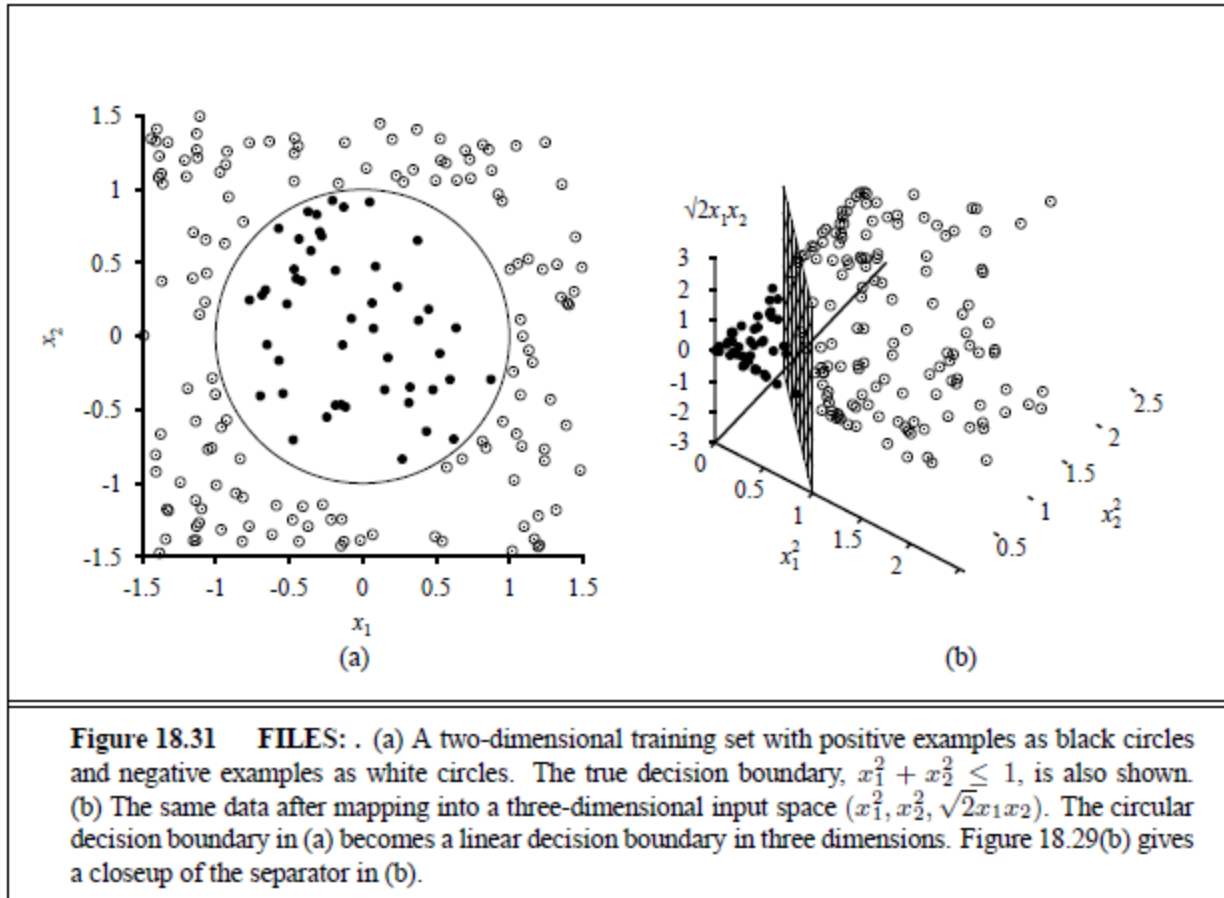 1.5
1
0.5
0
-0.5
-1
-1.5
x₂
-1.5 -1 -0.5 0 0.5 1 1.5
x₁
(a)
√2x₁x₂
3
2
1
0
-1
-2
-3
0
0.5
1
1.5
2
x₁²
0.5
1
1.5
2
2.5
x₂²
(b)
Figure 18.31 FILES: . (a) A two-dimensional training set with positive examples as black circles
and negative examples as white circles. The true decision boundary, x₁² + x₂² ≤ 1, is also shown.
(b) The same data after mapping into a three-dimensional input space (x₁², x₂², √2x₁x₂). The circular
decision boundary in (a) becomes a linear decision boundary in three dimensions. Figure 18.29(b) gives
a closeup of the separator in (b).